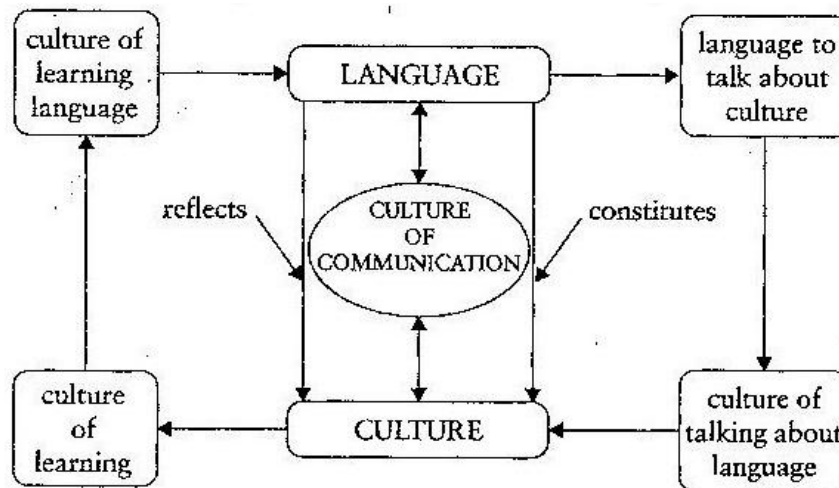 culture of
learning
language
LANGUAGE
language to
talk about
culture
reflects
CULTURE
OF
COMMUNICATION
constitutes
culture
of
learning
CULTURE
culture of
talking about
language